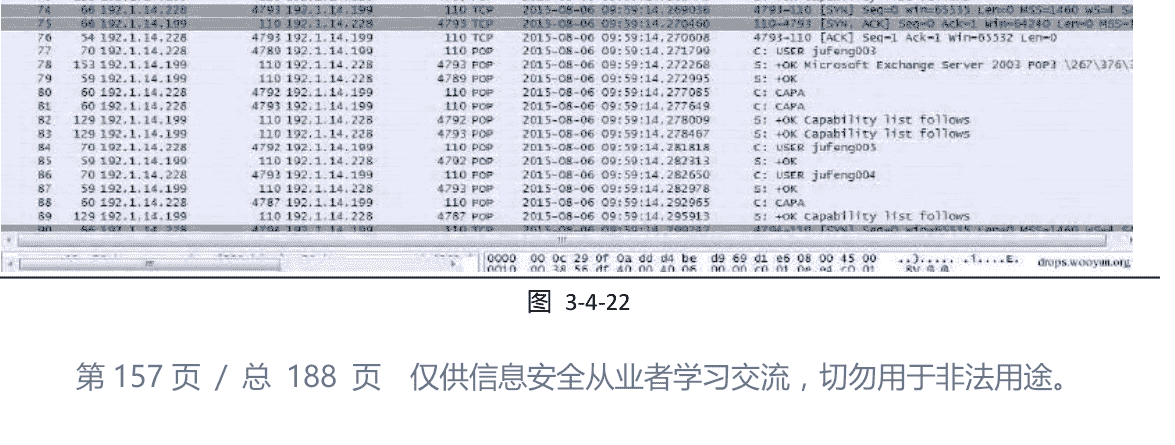 74 66 192.1.14.228 4793 192.1.14.199 110 TCP 2015-08-06 09:59:14.269036 4793→110 [SYN] Seq=0 Win=65535 Len=0 MSS=1460 WS=4
75 66 192.1.14.199 110 192.1.14.228 4793 TCP 2015-08-06 09:59:14.270460 110→4793 [SYN, ACK] Seq=0 Ack=1 Win=64240 Len=0
76 54 192.1.14.228 4793 192.1.14.199 110 TCP 2015-08-06 09:59:14.270608 4793→110 [ACK] Seq=1 Ack=1 Win=65532 Len=0
77 70 192.1.14.228 4789 192.1.14.199 110 POP 2015-08-06 09:59:14.271799 C: USER jufeng003
78 153 192.1.14.199 110 192.1.14.228 4793 POP 2015-08-06 09:59:14.272268 S: +OK Microsoft Exchange Server 2003 POP3 \267\376\
79 59 192.1.14.199 110 192.1.14.228 4789 POP 2015-08-06 09:59:14.272995 S: +OK
80 60 192.1.14.228 4792 192.1.14.199 110 POP 2015-08-06 09:59:14.277085 C: CAPA
81 60 192.1.14.228 4793 192.1.14.199 110 POP 2015-08-06 09:59:14.277649 C: CAPA
82 129 192.1.14.199 110 192.1.14.228 4792 POP 2015-08-06 09:59:14.278009 S: +OK Capability list follows
83 129 192.1.14.199 110 192.1.14.228 4793 POP 2015-08-06 09:59:14.278467 S: +OK Capability list follows
84 70 192.1.14.228 4792 192.1.14.199 110 POP 2015-08-06 09:59:14.281818 C: USER jufeng005
85 59 192.1.14.199 110 192.1.14.228 4792 POP 2015-08-06 09:59:14.282313 S: +OK
86 70 192.1.14.228 4793 192.1.14.199 110 POP 2015-08-06 09:59:14.282650 C: USER jufeng004
87 59 192.1.14.199 110 192.1.14.228 4793 POP 2015-08-06 09:59:14.282978 S: +OK
88 60 192.1.14.228 4787 192.1.14.199 110 POP 2015-08-06 09:59:14.292965 C: CAPA
89 129 192.1.14.199 110 192.1.14.228 4787 POP 2015-08-06 09:59:14.295913 S: +OK Capability list follows
0000 00 0c 29 0f 0a dd d4 be d9 69 d1 e6 08 00 45 00
drops.wooyun.org
图 3-4-22
第 157 页 / 总 188 页 仅供信息安全从业者学习交流，切勿用于非法用途。